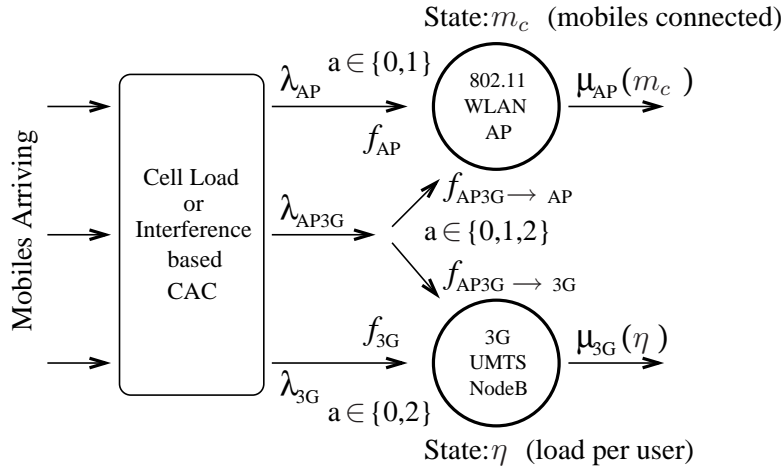 State: m_c (mobiles connected)
a ∈ {0,1}
λ_AP
f_AP
802.11
WLAN
AP
μ_AP(m_c)
Mobiles Arriving
Cell Load
or
Interference
based
CAC
λ_AP3G
f_AP3G → AP
a ∈ {0,1,2}
f_AP3G → 3G
f_3G
λ_3G
a ∈ {0,2}
3G
UMTS
NodeB
μ_3G(η)
State: η (load per user)